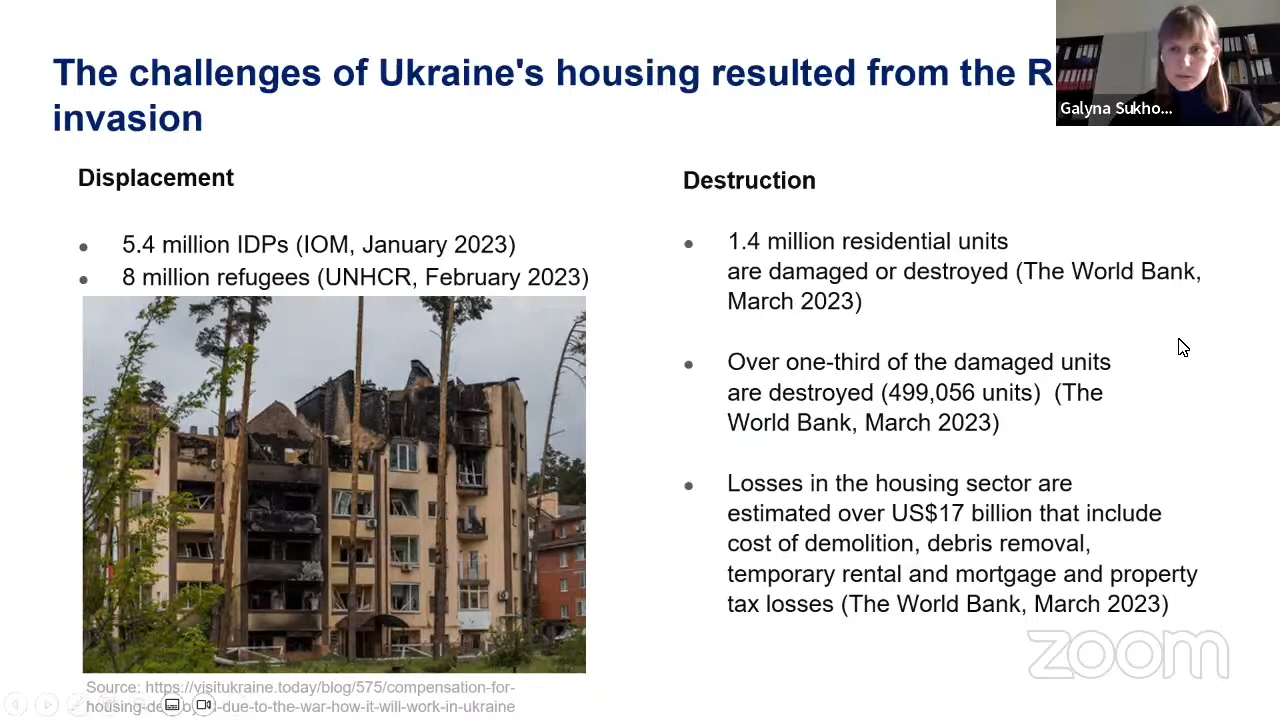 The challenges of Ukraine's housing resulted from the R
invasion
Galyna Sukho...
Displacement
● 5.4 million IDPs (IOM, January 2023)
● 8 million refugees (UNHCR, February 2023)
Source: https://visitukraine.today/blog/575/compensation-for-
due-to-the-war-how-it-will-work-in-ukraine
Destruction
● 1.4 million residential units
are damaged or destroyed (The World Bank,
March 2023)
● Over one-third of the damaged units
are destroyed (499,056 units) (The
World Bank, March 2023)
● Losses in the housing sector are
estimated over US$17 billion that include
cost of demolition, debris removal,
temporary rental and mortgage and property
tax losses (The World Bank, March 2023)
zoom